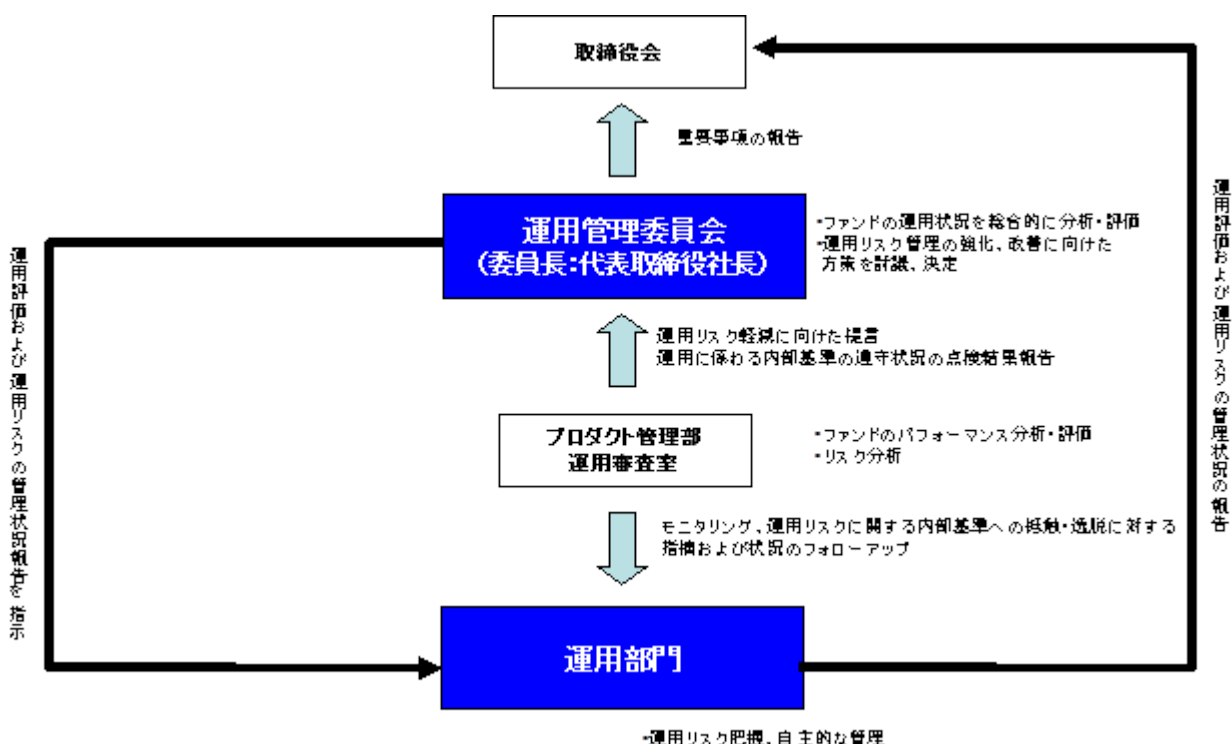 取締役会
重要事項の報告
運用管理委員会
(委員長:代表取締役社長)
・ファンドの運用状況を総合的に分析・評価
・運用リスク管理の強化、改善に向けた
方策を討議、決定
運用リスク軽減に向けた提言
運用に係わる内部基準の遵守状況の点検結果報告
プロダクト管理部
運用審査室
・ファンドのパフォーマンス分析・評価
・リスク分析
モニタリング、運用リスクに関する内部基準への抵触・逸脱に対する
指摘および状況のフォローアップ
運用部門
・運用リスク把握、自主的な管理
運用評価および運用リスクの管理状況報告を指示
運用評価および運用リスクの管理状況の報告